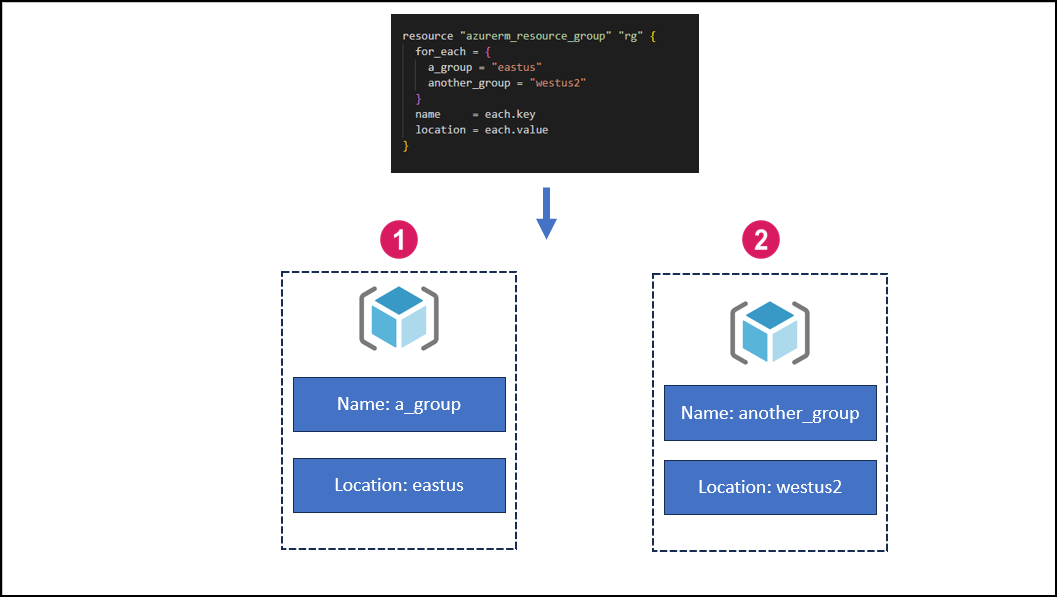 resource "azurerm_resource_group" "rg" {
  for_each = {
    a_group = "eastus"
    another_group = "westus2"
  }
  name     = each.key
  location = each.value
}
1
2
Name: a_group
Name: another_group
Location: eastus
Location: westus2